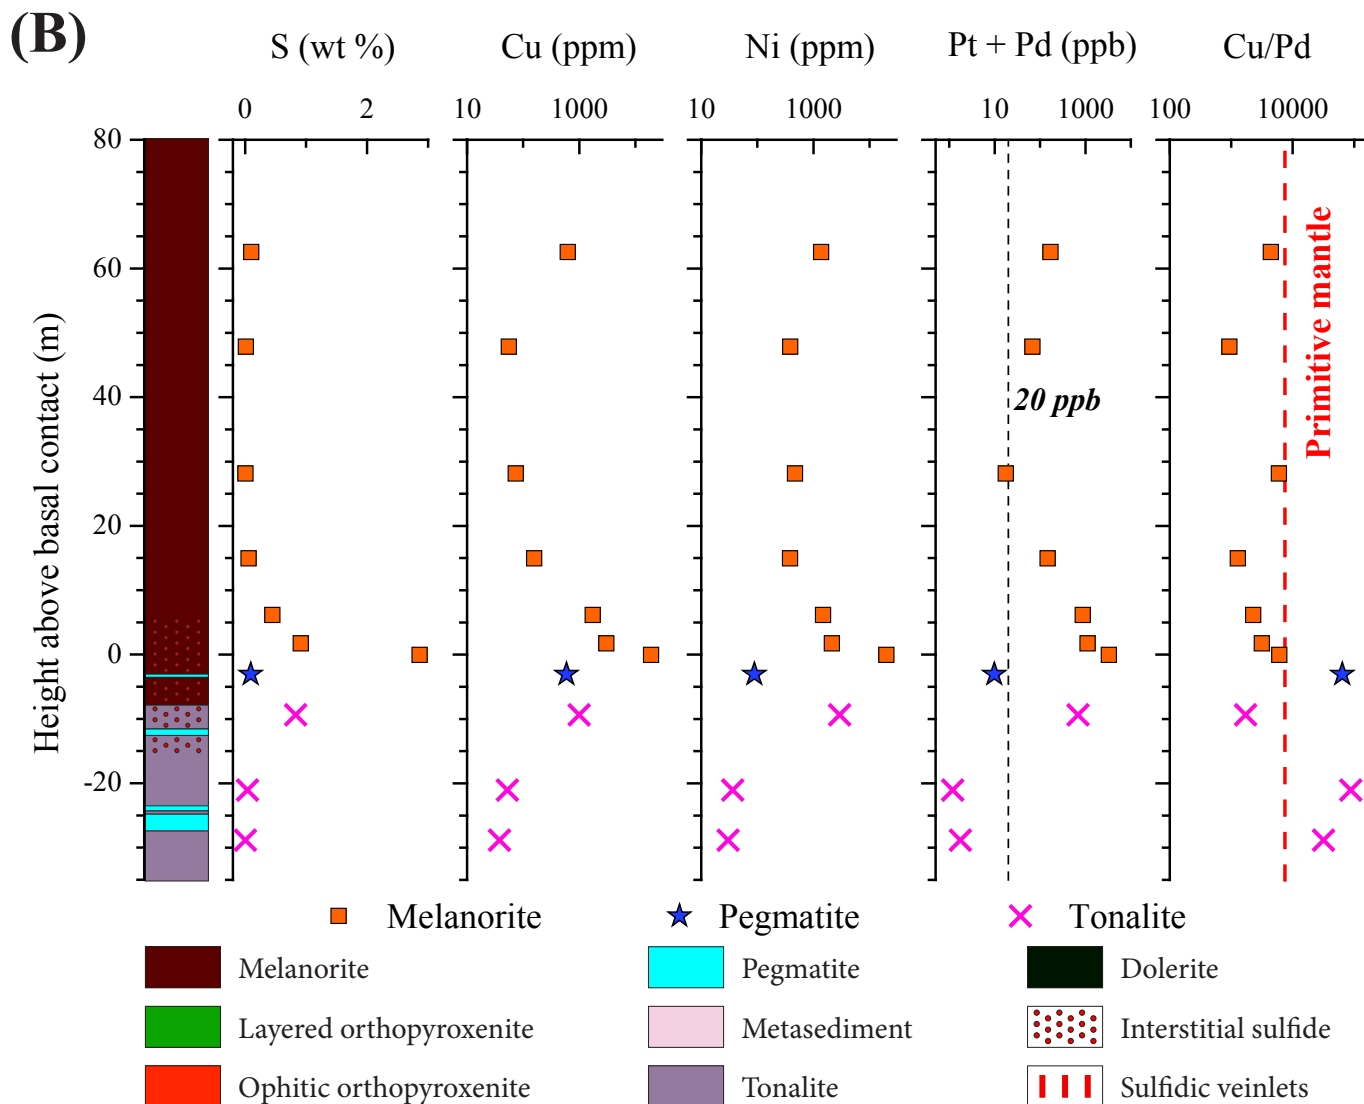 (B)
S (wt %) Cu (ppm) Ni (ppm) Pt + Pd (ppb) Cu/Pd
0 2 10 1000 10 1000 10 1000 100 10000
80
60
40
20
0
-20
Height above basal contact (m)
20 ppb
Primitive mantle
Melanorite Pegmatite Tonalite
Melanorite Pegmatite Dolerite
Layered orthopyroxenite Metasediment Interstitial sulfide
Ophitic orthopyroxenite Tonalite Sulfidic veinlets